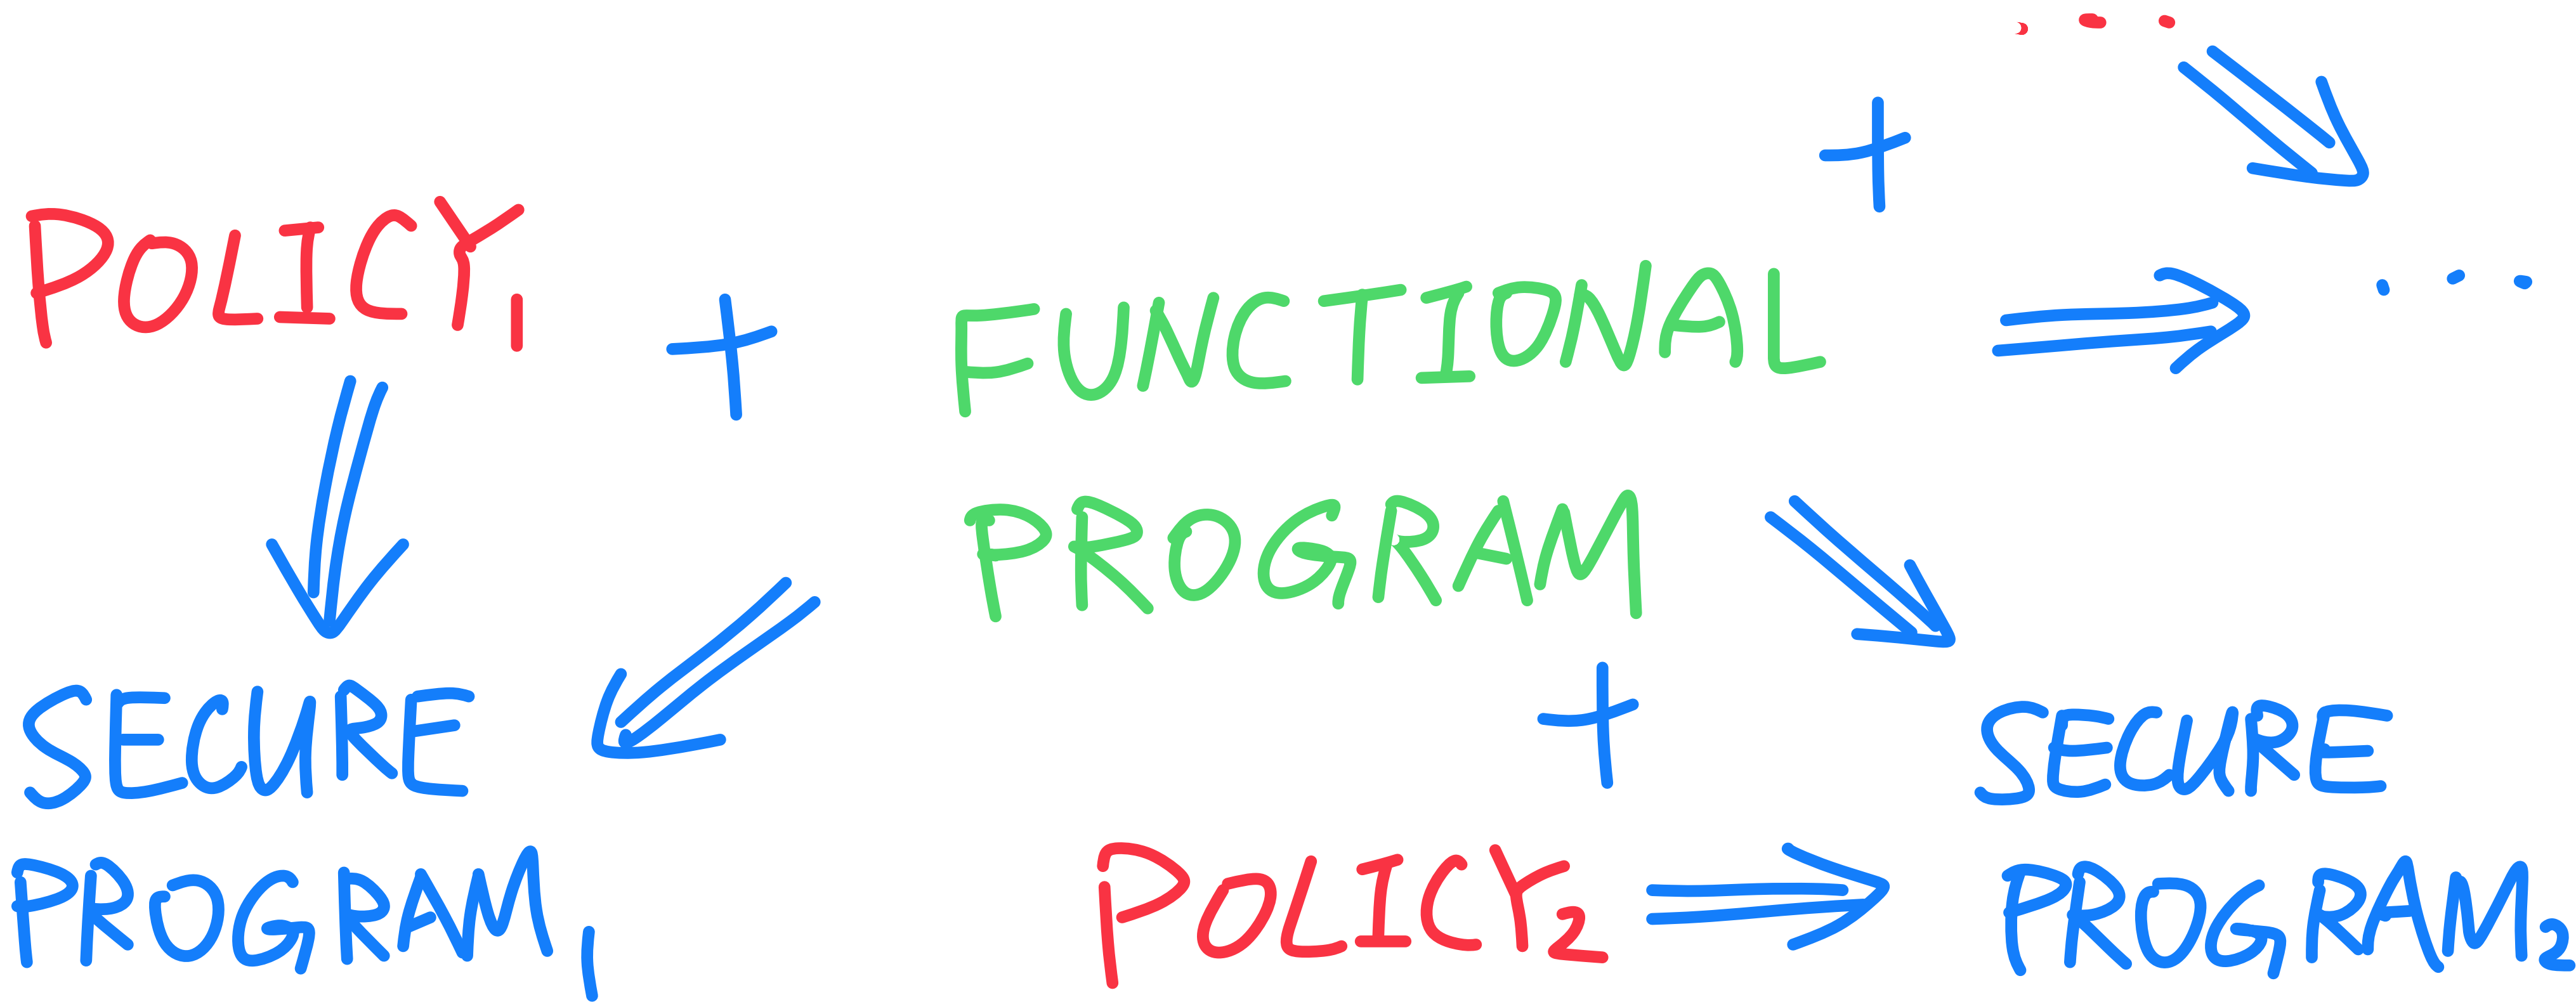 . . .
+
POLICY₁ + FUNCTIONAL ⇒ . . .
PROGRAM
+
SECURE
PROGRAM₁
POLICY₂ ⇒
SECURE
PROGRAM₂